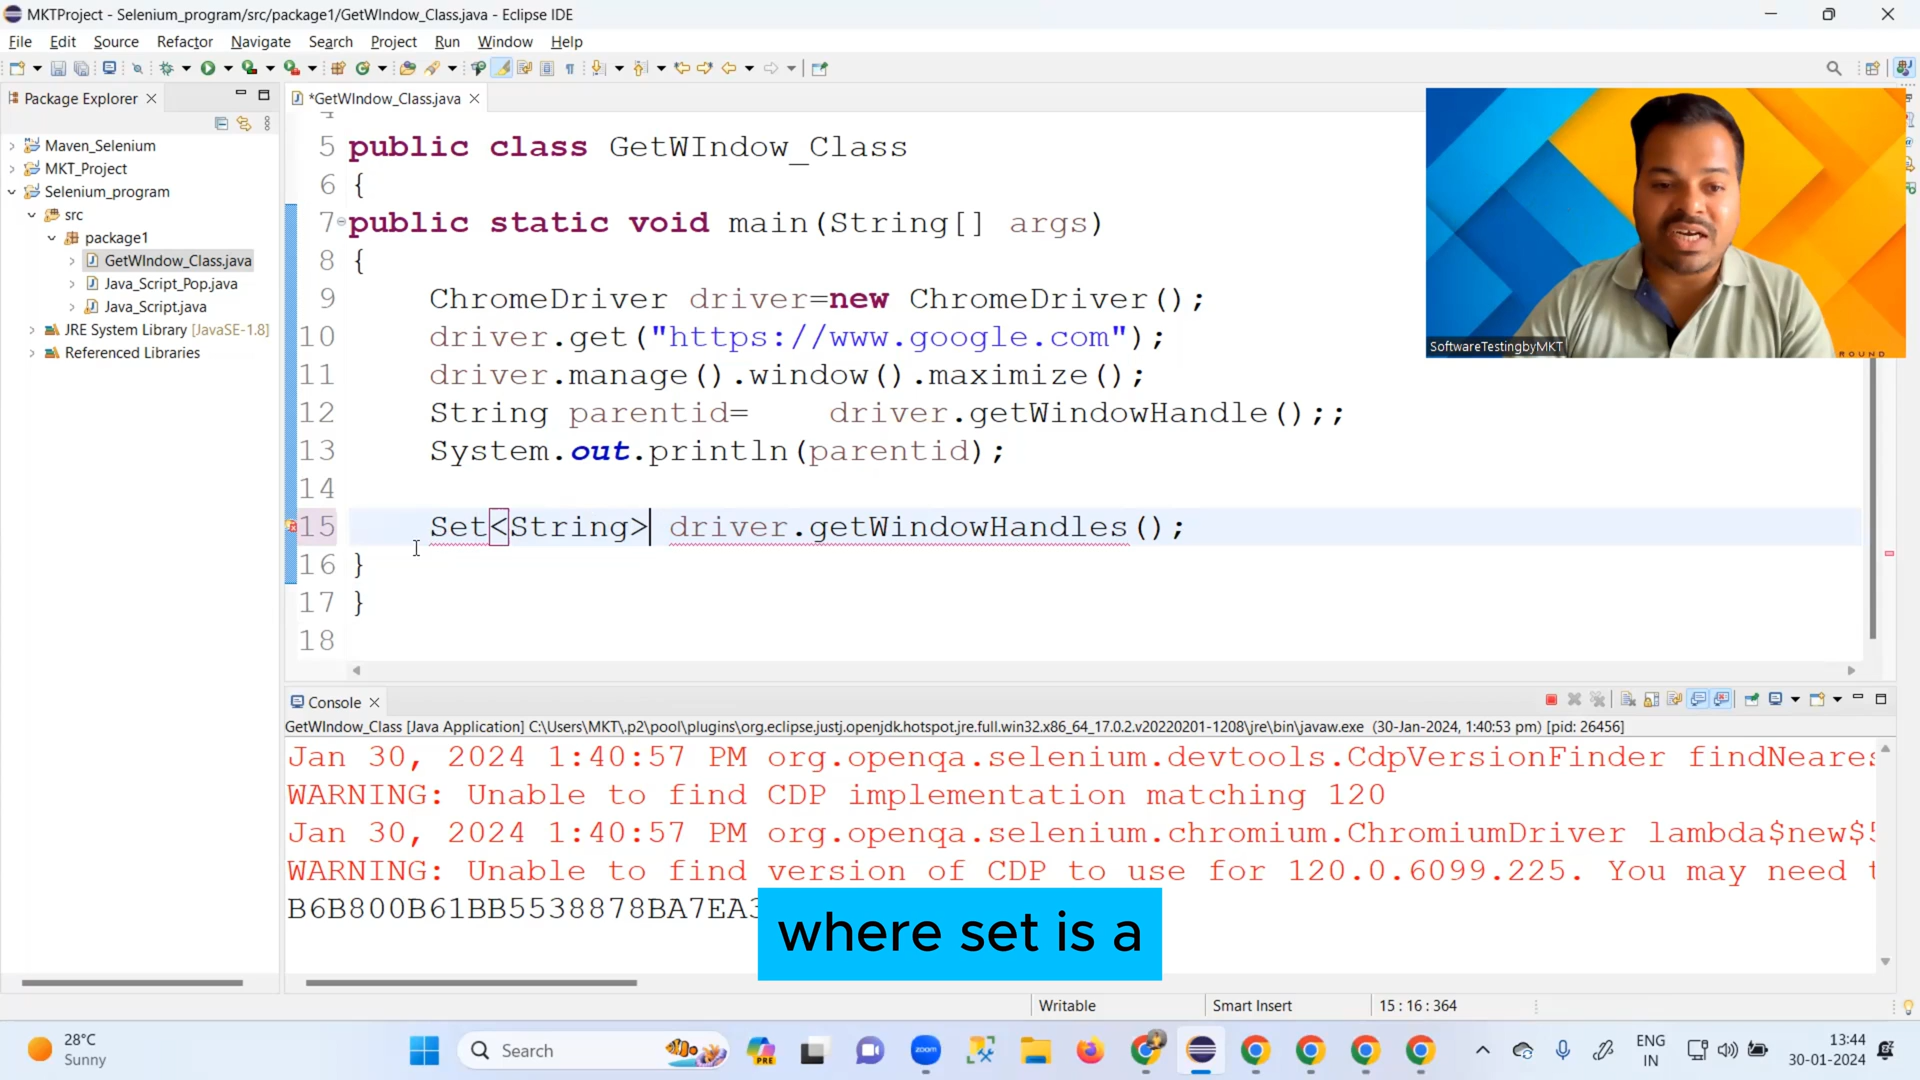 MKTProject - Selenium_program/src/package1/GetWIndow_Class.java - Eclipse IDE
File Edit Source Refactor Navigate Search Project Run Window Help
Package Explorer
*GetWIndow_Class.java
Maven_Selenium
MKT_Project
Selenium_program
src
package1
GetWIndow_Class.java
Java_Script_Pop.java
Java_Script.java
JRE System Library [JavaSE-1.8]
Referenced Libraries
5 public class GetWIndow_Class
6 {
7 public static void main(String[] args)
8 {
9 ChromeDriver driver=new ChromeDriver();
10 driver.get("https://www.google.com");
11 driver.manage().window().maximize();
12 String parentid= driver.getWindowHandle();;
13 System.out.println(parentid);
14
15 Set<String> driver.getWindowHandles();
16 }
17 }
18
SoftwareTestingbyMKT
ROUND
Console
GetWIndow_Class [Java Application] C:\Users\MKT\.p2\pool\plugins\org.eclipse.justj.openjdk.hotspot.jre.full.win32.x86_64_17.0.2.v20220201-1208\jre\bin\javaw.exe (30-Jan-2024, 1:40:53 pm) [pid: 26456]
Jan 30, 2024 1:40:57 PM org.openqa.selenium.devtools.CdpVersionFinder findNeares
WARNING: Unable to find CDP implementation matching 120
Jan 30, 2024 1:40:57 PM org.openqa.selenium.chromium.ChromiumDriver lambda$new$5
WARNING: Unable to find version of CDP to use for 120.0.6099.225. You may need t
B6B800B61BB5538878BA7EA3
where set is a
Writable
Smart Insert
15 : 16 : 364
28°C
Sunny
Search
PRE
zoom
ENG
IN
13:44
30-01-2024